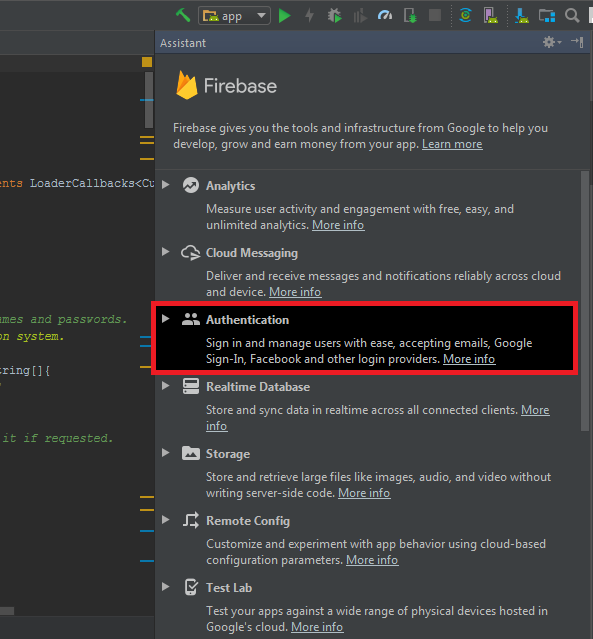 app
Assistant
Firebase
Firebase gives you the tools and infrastructure from Google to help you
develop, grow and earn money from your app. Learn more
Analytics
Measure user activity and engagement with free, easy, and
unlimited analytics. More info
Cloud Messaging
Deliver and receive messages and notifications reliably across cloud
and device. More info
Authentication
Sign in and manage users with ease, accepting emails, Google
Sign-In, Facebook and other login providers. More info
Realtime Database
Store and sync data in realtime across all connected clients. More
info
Storage
Store and retrieve large files like images, audio, and video without
writing server-side code. More info
Remote Config
Customize and experiment with app behavior using cloud-based
configuration parameters. More info
Test Lab
Test your apps against a wide range of physical devices hosted in
Google's cloud. More info
ents LoaderCallbacks<Cu
ames and passwords.
on system.
tring[]{
it if requested.